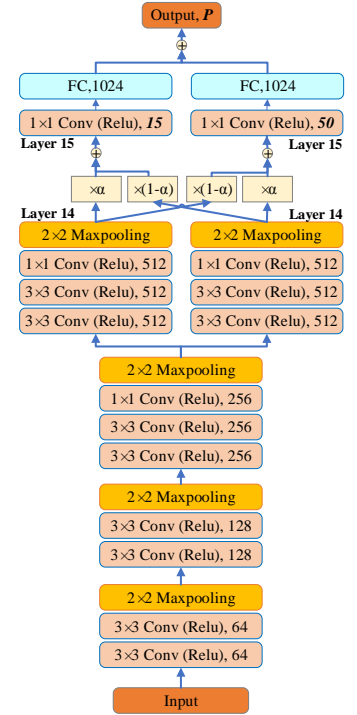 Output, P
FC,1024 FC,1024
1×1 Conv (Relu), 15 1×1 Conv (Relu), 50
Layer 15 Layer 15
×α ×(1-α) ×(1-α) ×α
Layer 14 Layer 14
2×2 Maxpooling 2×2 Maxpooling
1×1 Conv (Relu), 512 1×1 Conv (Relu), 512
3×3 Conv (Relu), 512 3×3 Conv (Relu), 512
3×3 Conv (Relu), 512 3×3 Conv (Relu), 512
2×2 Maxpooling
1×1 Conv (Relu), 256
3×3 Conv (Relu), 256
3×3 Conv (Relu), 256
2×2 Maxpooling
3×3 Conv (Relu), 128
3×3 Conv (Relu), 128
2×2 Maxpooling
3×3 Conv (Relu), 64
3×3 Conv (Relu), 64
Input